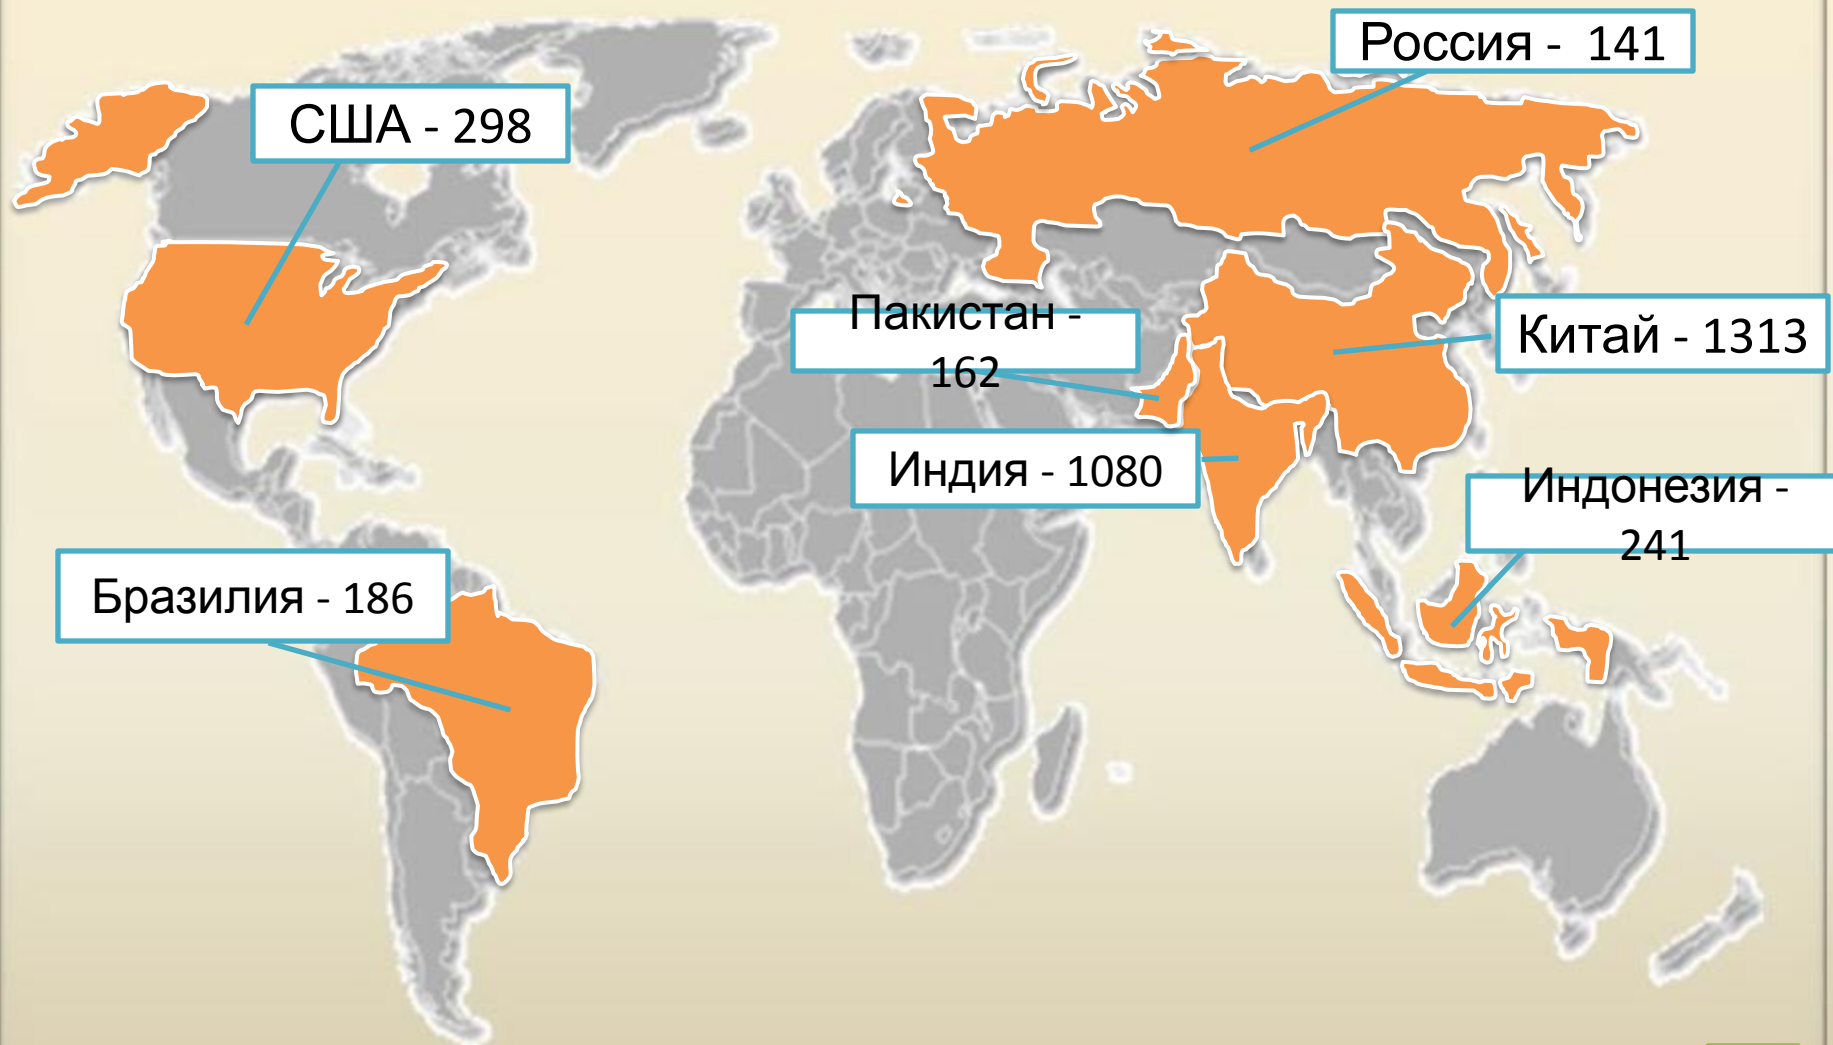 Россия -  141
США - 298
Пакистан -
162
Китай - 1313
Индия - 1080
Индонезия -
241
Бразилия - 186